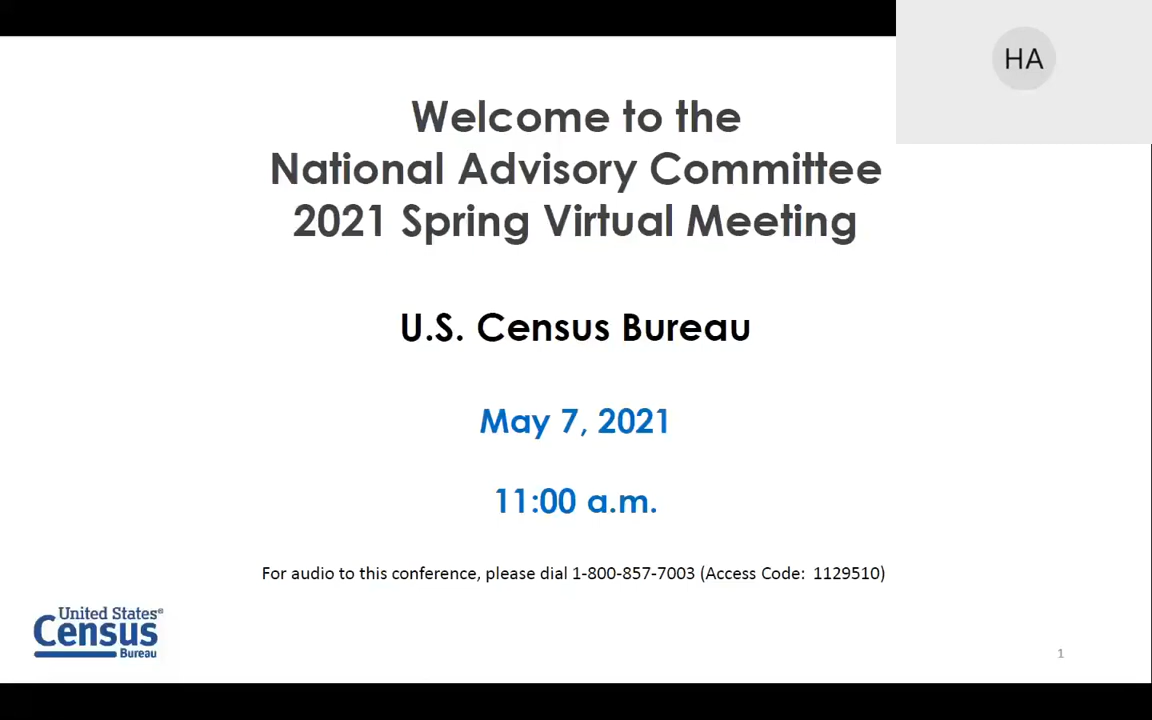 HA
Welcome to the
National Advisory Committee
2021 Spring Virtual Meeting
U.S. Census Bureau
May 7, 2021
11:00 a.m.
For audio to this conference, please dial 1-800-857-7003 (Access Code: 1129510)
United States®
Census
Bureau
1